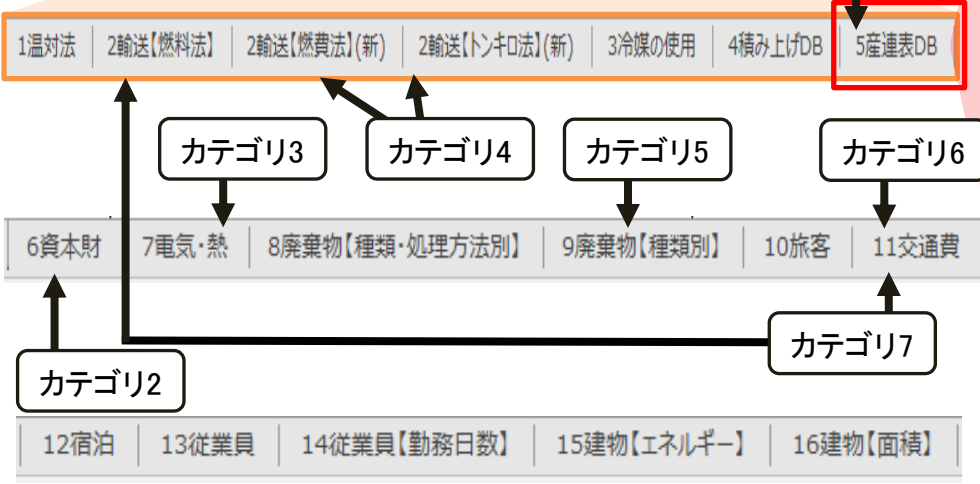 1温対法 2輸送【燃料法】 2輸送【燃費法】(新) 2輸送【トンキロ法】(新) 3冷媒の使用 4積み上げDB 5産連表DB
カテゴリ3 カテゴリ4 カテゴリ5 カテゴリ6
6資本財 7電気・熱 8廃棄物【種類・処理方法別】 9廃棄物【種類別】 10旅客 11交通費
カテゴリ7
カテゴリ2
12宿泊 13従業員 14従業員【勤務日数】 15建物【エネルギー】 16建物【面積】